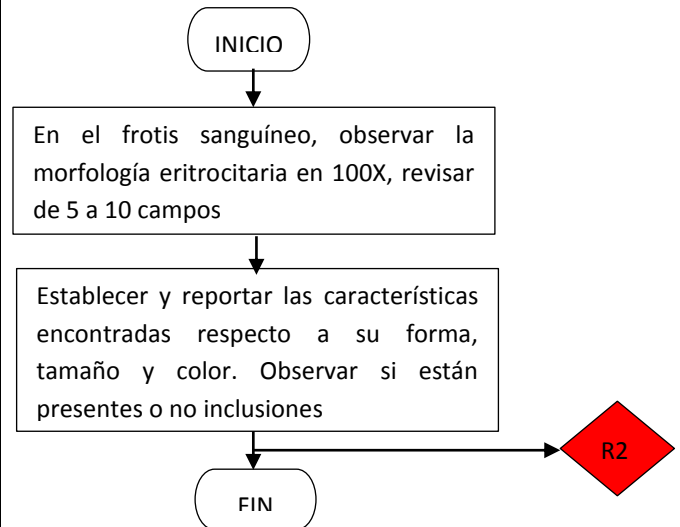 INICIO
En el frotis sanguíneo, observar la
morfología eritrocitaria en 100X, revisar
de 5 a 10 campos
Establecer y reportar las características
encontradas respecto a su forma,
tamaño y color. Observar si están
presentes o no inclusiones
R2
FIN